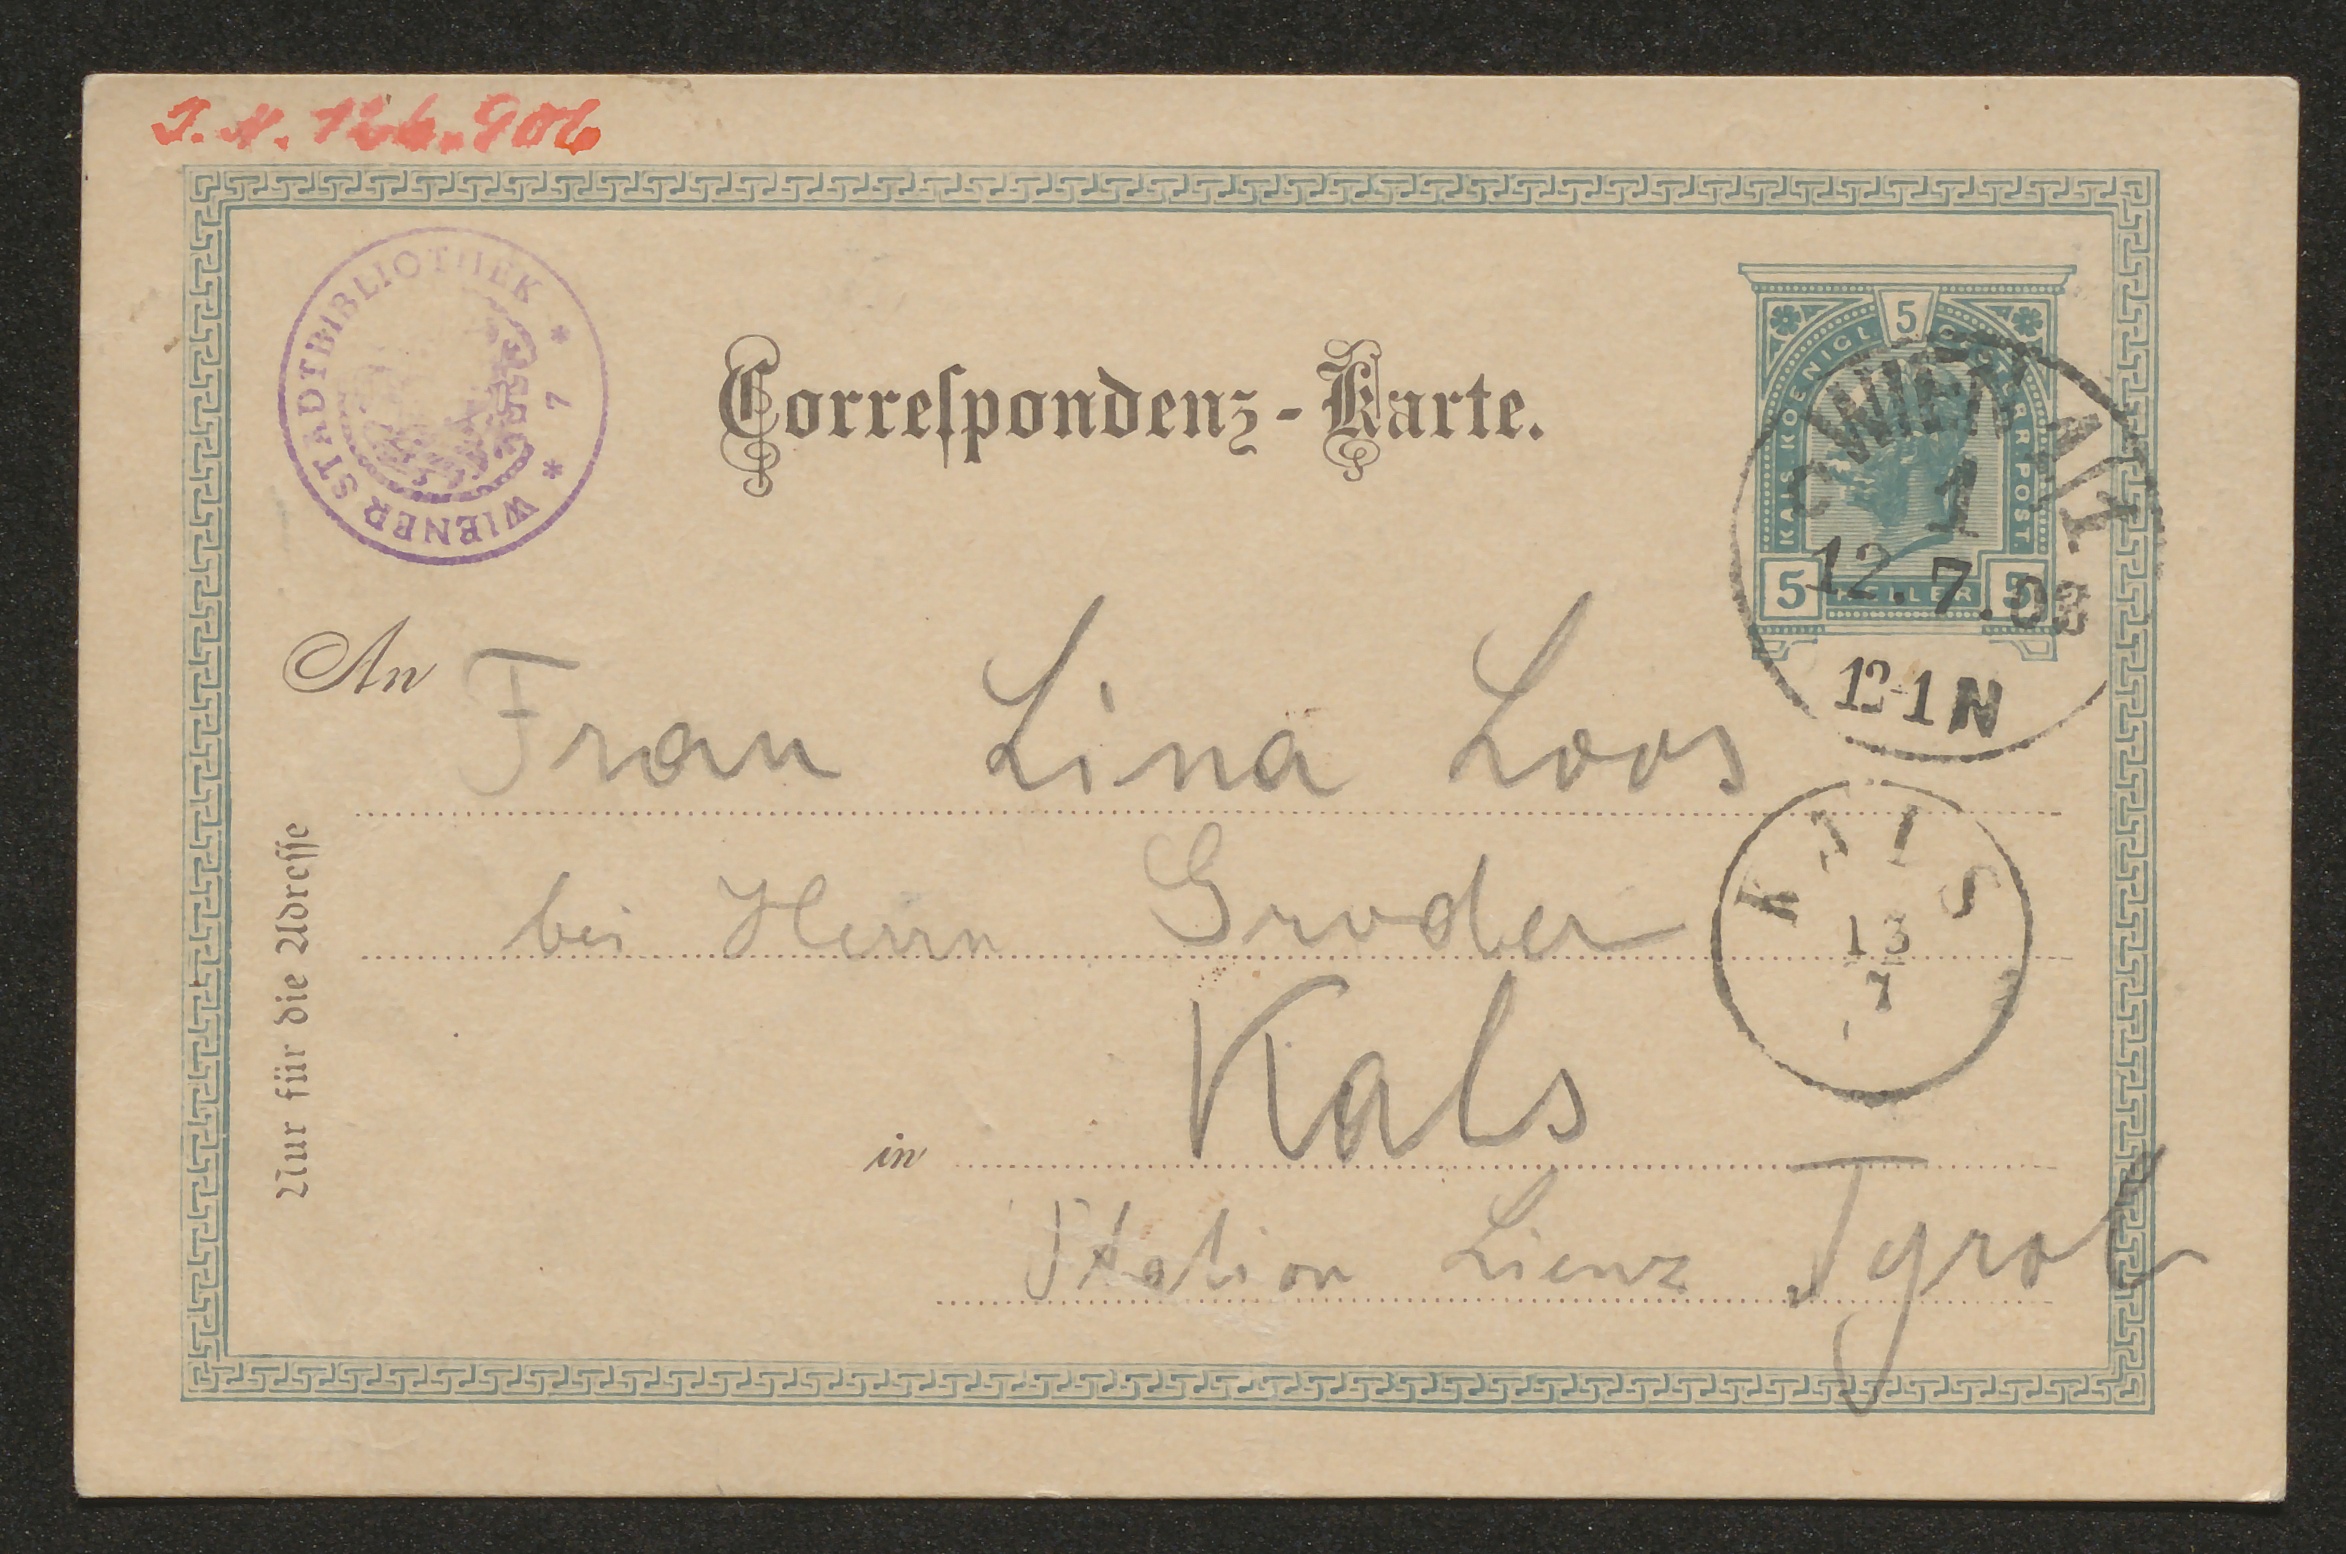 J. N. 126.906
WIENER STADTBIBLIOTHEK * 7 *
Correſpondenz-Karte.
5
KAIS. KOENIGL. OESTERR. POST.
5 HELLER 5
WIEN
1
12.7.03
12-1N
An Frau Lina Loos
bei Herrn Groder
KALS
13
7
in Kals
Station Lienz Tyrol
Nur für die Adreſſe